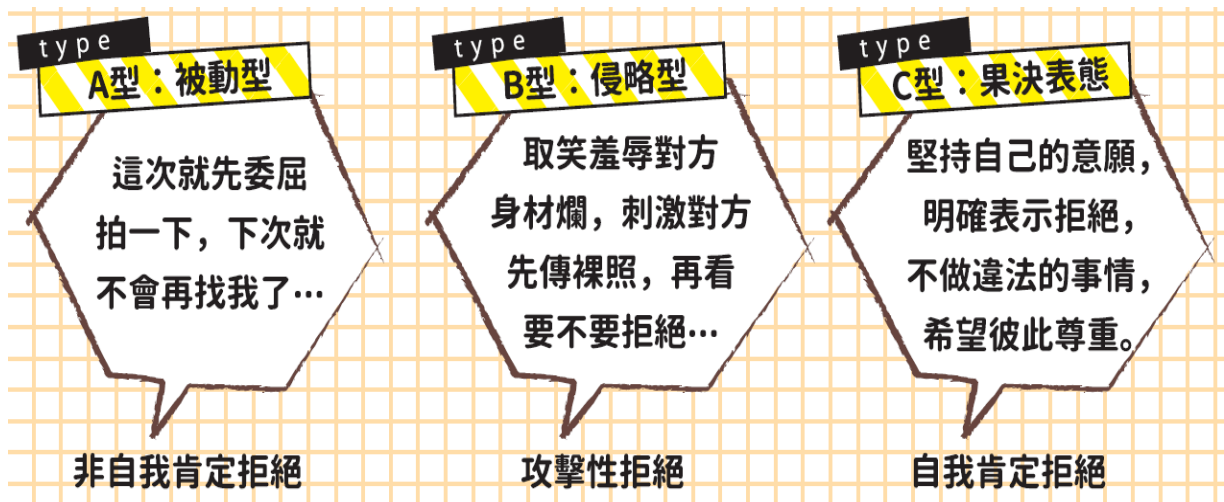 type
A型：被動型
這次就先委屈
拍一下，下次就
不會再找我了…
非自我肯定拒絕
type
B型：侵略型
取笑羞辱對方
身材爛，刺激對方
先傳裸照，再看
要不要拒絕…
攻擊性拒絕
type
C型：果決表態
堅持自己的意願，
明確表示拒絕，
不做違法的事情，
希望彼此尊重。
自我肯定拒絕